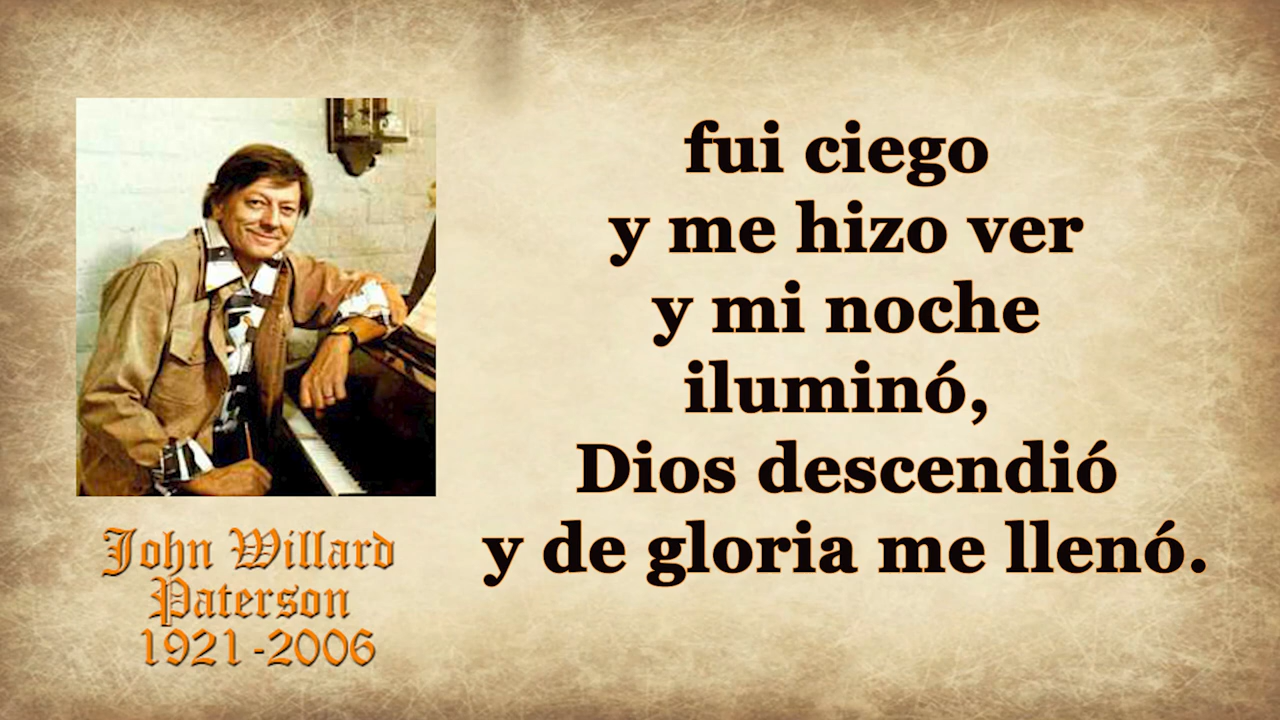 fui ciego
y me hizo ver
y mi noche
iluminó,
Dios descendió
y de gloria me llenó.
John Willard
Paterson
1921-2006